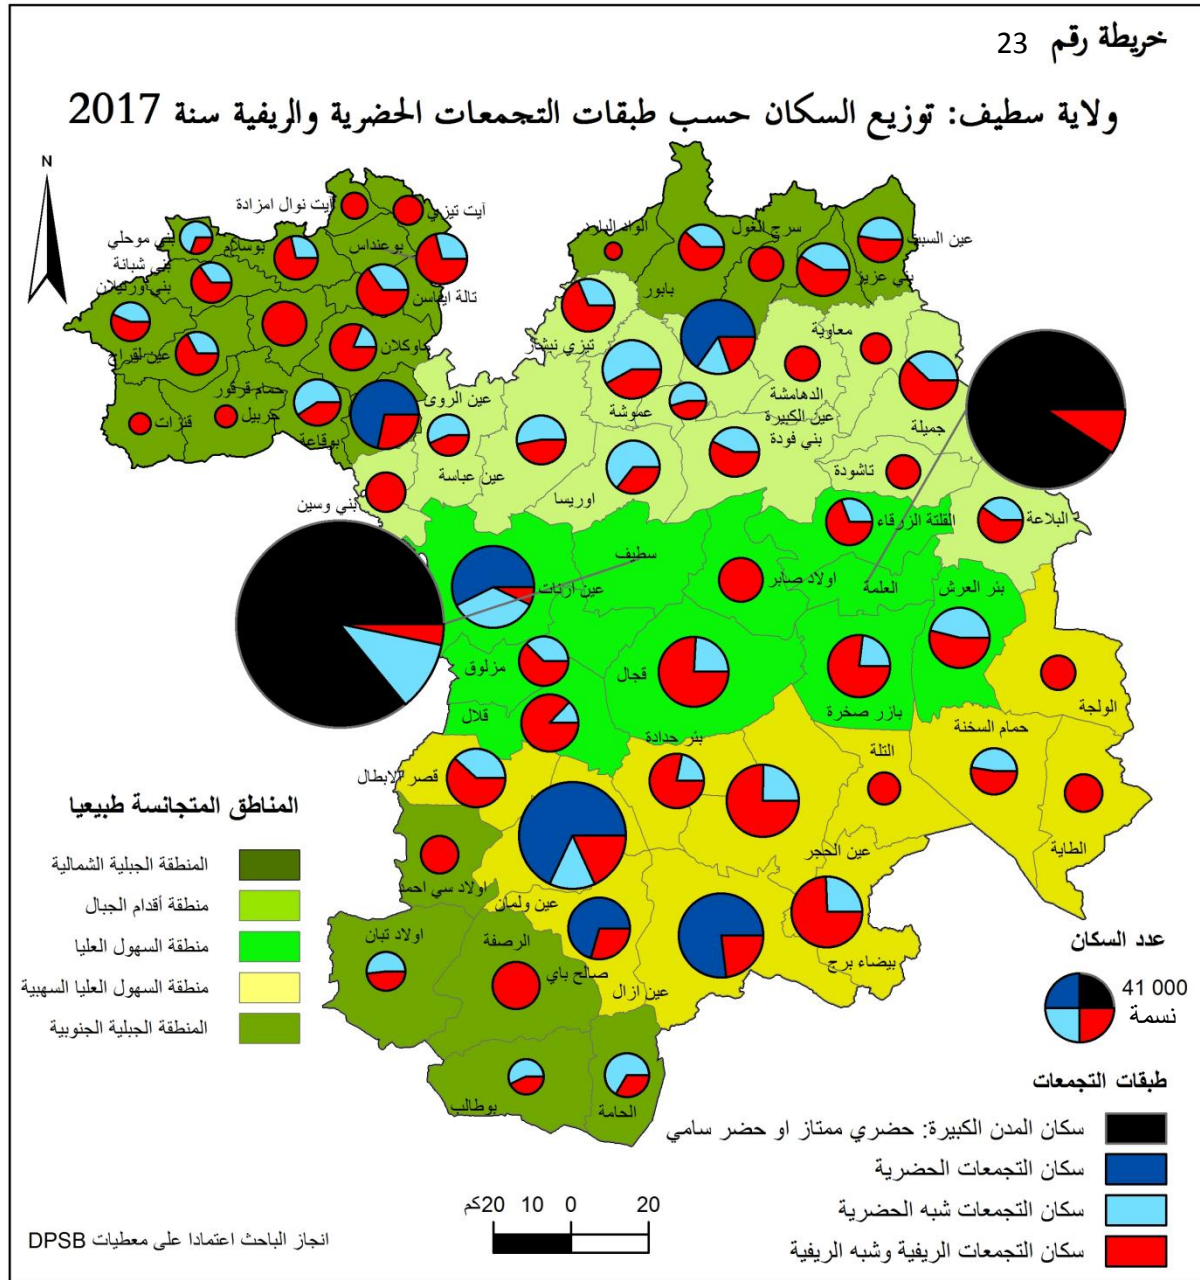 خريطة رقم 23
ولاية سطيف: توزيع السكان حسب طبقات التجمعات الحضرية والريفية سنة 2017
N
آيت نوال امزادة
آيت تيزي
بني موحلي
بوسلام
بوعنداس
بني شبانة
بني ورتيلان
تالة ايفاسن
عين لقراج
ماوكلان
حمام قرقور
قنزات
حربيل
بوقاعة
الواد البارد
سرج الغول
عين السبت
بابور
بني عزيز
تيزي نبشار
معاوية
الدهامشة
عموشة
عين الكبيرة
جميلة
بني فودة
عين الروى
عين عباسة
اوريسا
تاشودة
بني وسين
القلتة الزرقاء
البلاعة
سطيف
عين ارنات
اولاد صابر
العلمة
بئر العرش
مزلوق
قجال
قلال
بازر صخرة
الولجة
بئر حدادة
التلة
حمام السخنة
قصر الابطال
الطاية
عين الحجر
اولاد سي احمد
عين ولمان
اولاد تبان
الرصفة
صالح باي
عين ازال
بيضاء برج
بوطالب
الحامة
المناطق المتجانسة طبيعيا
المنطقة الجبلية الشمالية
منطقة أقدام الجبال
منطقة السهول العليا
منطقة السهول العليا السهبية
المنطقة الجبلية الجنوبية
عدد السكان
41 000
نسمة
طبقات التجمعات
سكان المدن الكبيرة: حضري ممتاز او حضر سامي
سكان التجمعات الحضرية
سكان التجمعات شبه الحضرية
سكان التجمعات الريفية وشبه الريفية
20 10 0 20كم
انجاز الباحث اعتمادا على معطيات DPSB